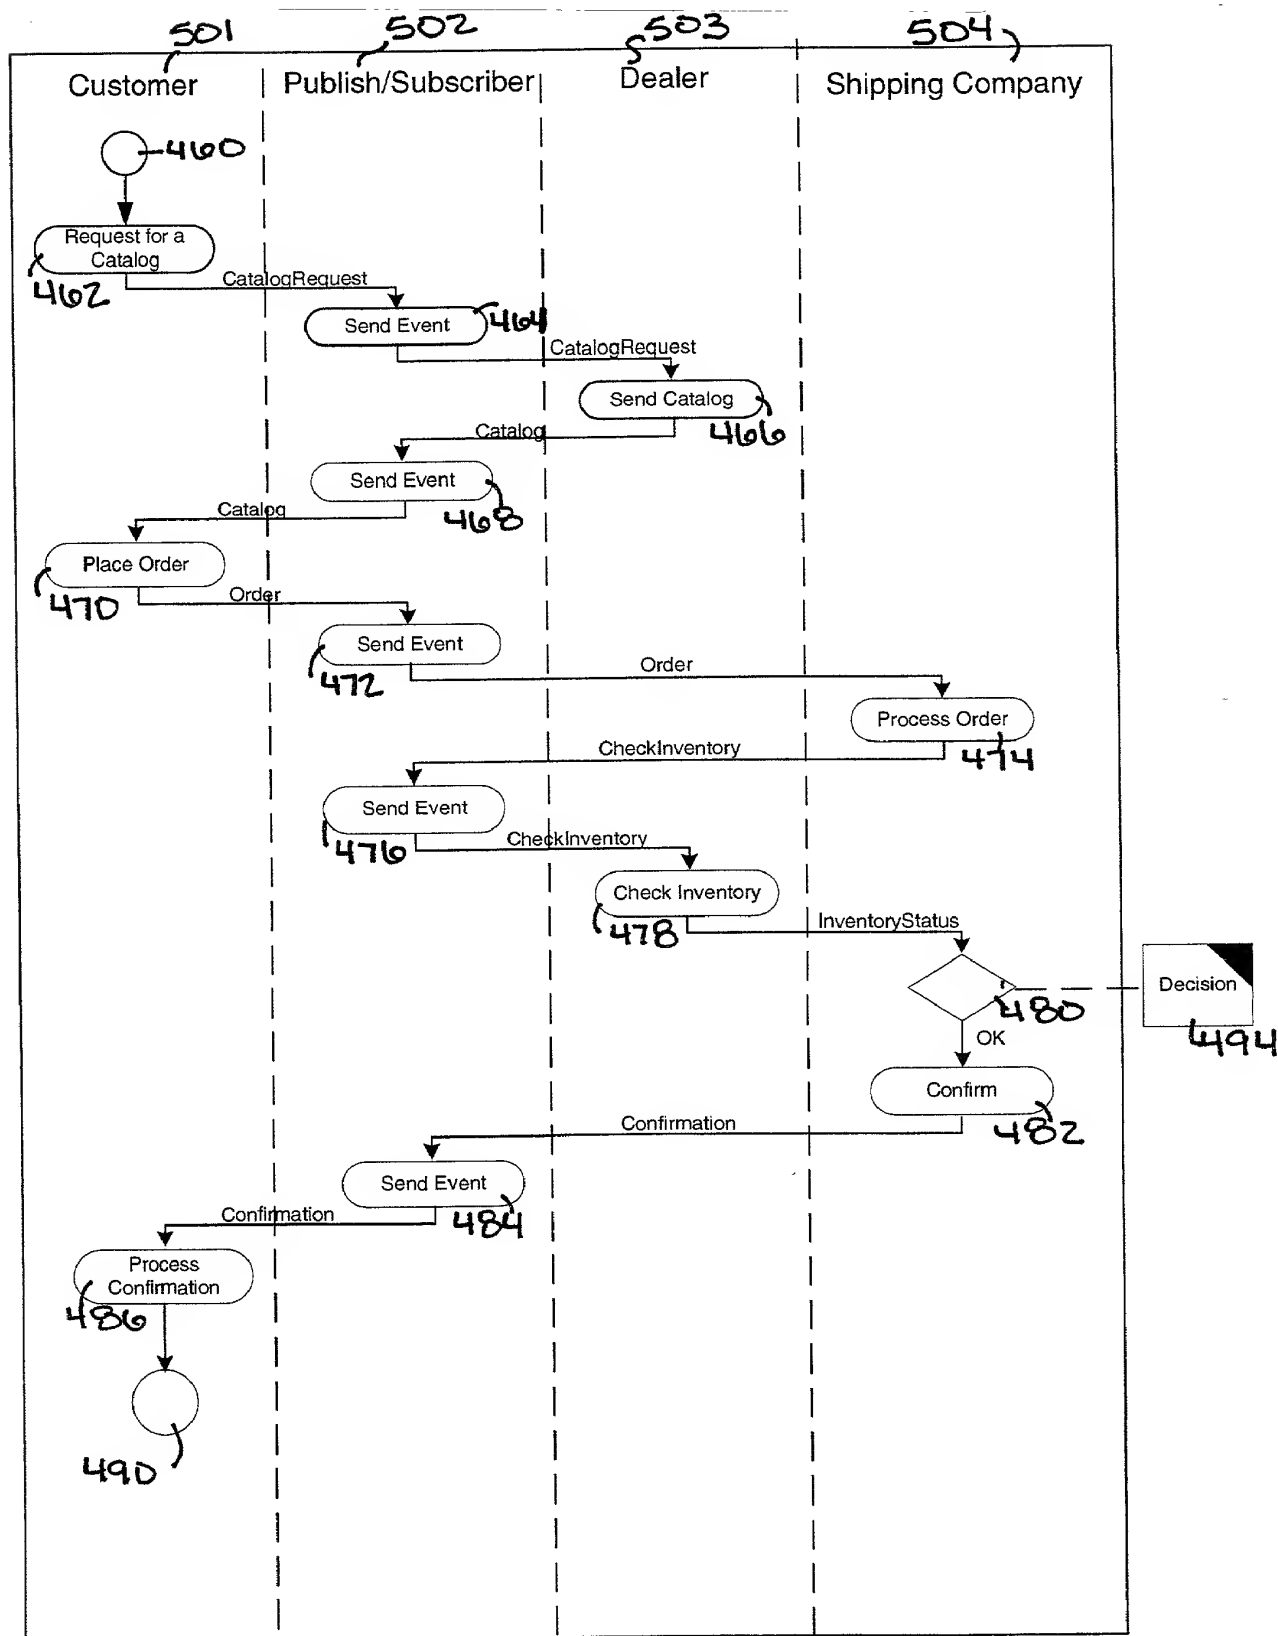 501 502 503 504
Customer Publish/Subscriber Dealer Shipping Company
460
Request for a
Catalog
462
CatalogRequest
Send Event
464
CatalogRequest
Send Catalog
466
Catalog
Send Event
468
Catalog
Place Order
470
Order
Send Event
472
Order
Process Order
474
CheckInventory
Send Event
476
CheckInventory
Check Inventory
478
InventoryStatus
480
Decision
494
OK
Confirm
482
Confirmation
Send Event
484
Confirmation
Process
Confirmation
486
490